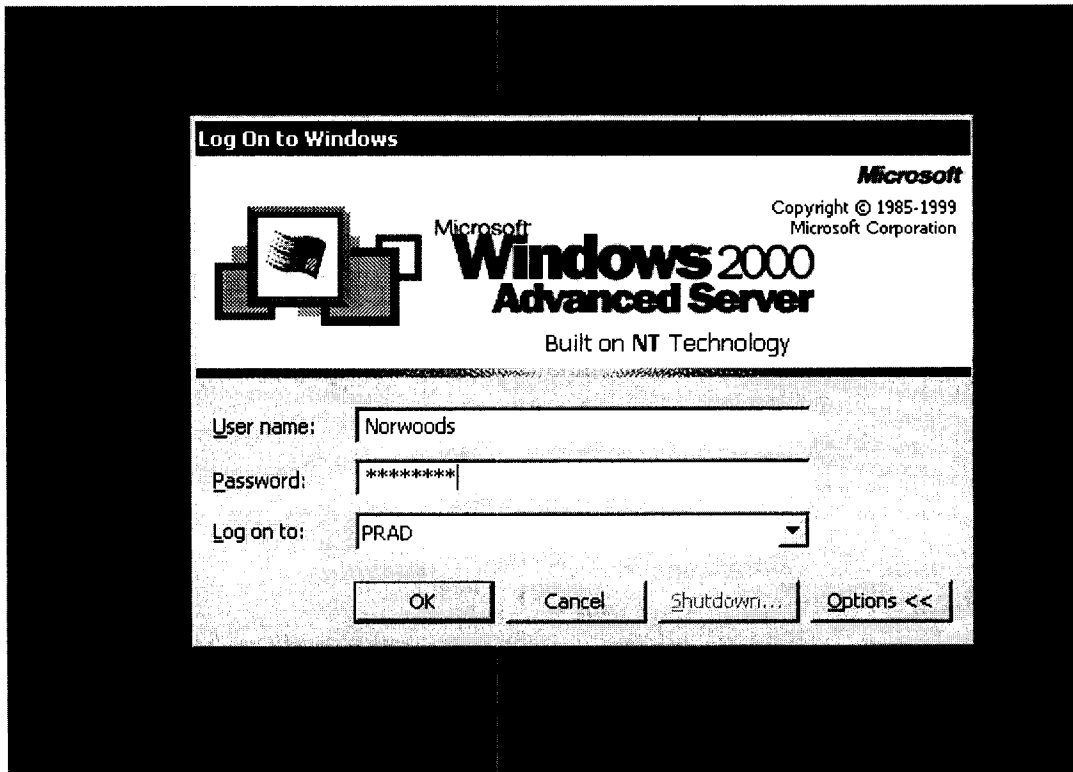 Log On to Windows
Microsoft
Copyright © 1985-1999
Microsoft Corporation
Microsoft
Windows 2000
Advanced Server
Built on NT Technology
User name: Norwoods
Password: ********
Log on to: PRAD
OK Cancel Shutdown... Options <<